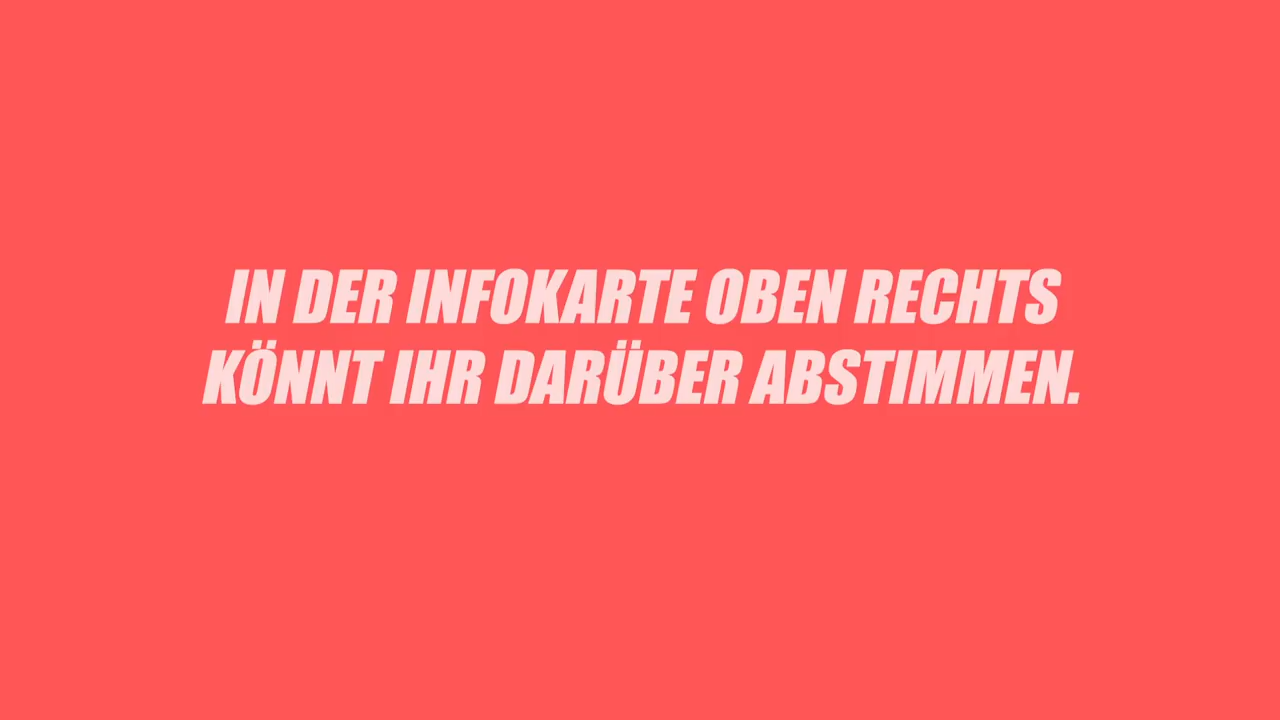 IN DER INFOKARTE OBEN RECHTS
KÖNNT IHR DARÜBER ABSTIMMEN.